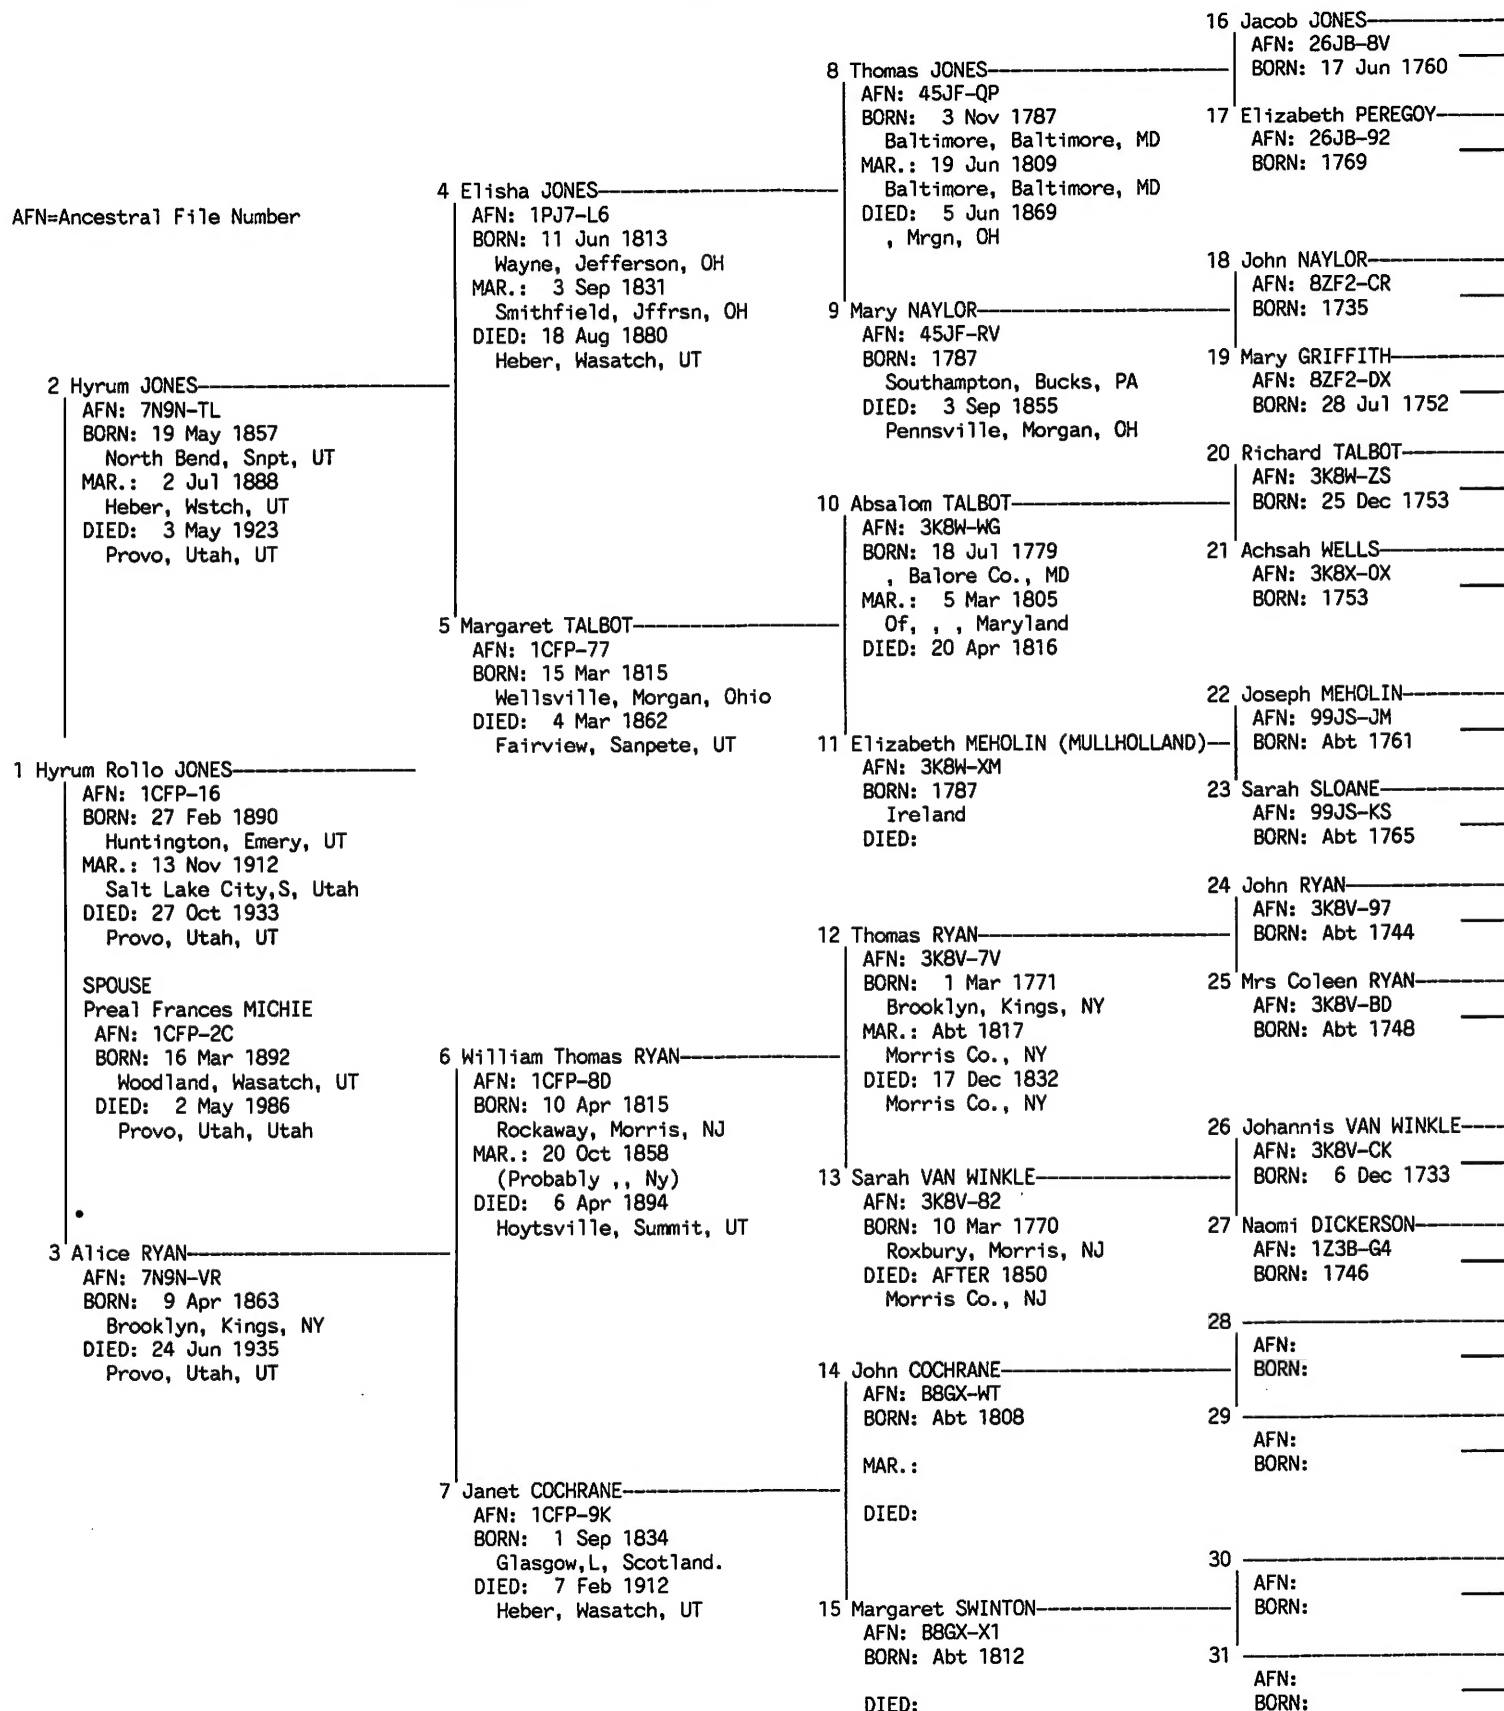 AFN=Ancestral File Number
1 Hyrum Rollo JONES
AFN: 1CFP-16
BORN: 27 Feb 1890
Huntington, Emery, UT
MAR.: 13 Nov 1912
Salt Lake City,S, Utah
DIED: 27 Oct 1933
Provo, Utah, UT
SPOUSE
Preal Frances MICHIE
AFN: 1CFP-2C
BORN: 16 Mar 1892
Woodland, Wasatch, UT
DIED: 2 May 1986
Provo, Utah, Utah
2 Hyrum JONES
AFN: 7N9N-TL
BORN: 19 May 1857
North Bend, Snpt, UT
MAR.: 2 Jul 1888
Heber, Wstch, UT
DIED: 3 May 1923
Provo, Utah, UT
3 Alice RYAN
AFN: 7N9N-VR
BORN: 9 Apr 1863
Brooklyn, Kings, NY
DIED: 24 Jun 1935
Provo, Utah, UT
4 Elisha JONES
AFN: 1PJ7-L6
BORN: 11 Jun 1813
Wayne, Jefferson, OH
MAR.: 3 Sep 1831
Smithfield, Jffrsn, OH
DIED: 18 Aug 1880
Heber, Wasatch, UT
5 Margaret TALBOT
AFN: 1CFP-77
BORN: 15 Mar 1815
Wellsville, Morgan, Ohio
DIED: 4 Mar 1862
Fairview, Sanpete, UT
6 William Thomas RYAN
AFN: 1CFP-8D
BORN: 10 Apr 1815
Rockaway, Morris, NJ
MAR.: 20 Oct 1858
(Probably ,, Ny)
DIED: 6 Apr 1894
Hoytsville, Summit, UT
7 Janet COCHRANE
AFN: 1CFP-9K
BORN: 1 Sep 1834
Glasgow,L, Scotland.
DIED: 7 Feb 1912
Heber, Wasatch, UT
8 Thomas JONES
AFN: 45JF-QP
BORN: 3 Nov 1787
Baltimore, Baltimore, MD
MAR.: 19 Jun 1809
Baltimore, Baltimore, MD
DIED: 5 Jun 1869
, Mrgn, OH
9 Mary NAYLOR
AFN: 45JF-RV
BORN: 1787
Southampton, Bucks, PA
DIED: 3 Sep 1855
Pennsville, Morgan, OH
10 Absalom TALBOT
AFN: 3K8W-WG
BORN: 18 Jul 1779
, Balore Co., MD
MAR.: 5 Mar 1805
Of, , , Maryland
DIED: 20 Apr 1816
11 Elizabeth MEHOLIN (MULLHOLLAND)
AFN: 3K8W-XM
BORN: 1787
Ireland
DIED:
12 Thomas RYAN
AFN: 3K8V-7V
BORN: 1 Mar 1771
Brooklyn, Kings, NY
MAR.: Abt 1817
Morris Co., NY
DIED: 17 Dec 1832
Morris Co., NY
13 Sarah VAN WINKLE
AFN: 3K8V-82
BORN: 10 Mar 1770
Roxbury, Morris, NJ
DIED: AFTER 1850
Morris Co., NJ
14 John COCHRANE
AFN: B8GX-WT
BORN: Abt 1808
MAR.:
DIED:
15 Margaret SWINTON
AFN: B8GX-X1
BORN: Abt 1812
DIED:
16 Jacob JONES
AFN: 26JB-8V
BORN: 17 Jun 1760
17 Elizabeth PEREGOY
AFN: 26JB-92
BORN: 1769
18 John NAYLOR
AFN: 8ZF2-CR
BORN: 1735
19 Mary GRIFFITH
AFN: 8ZF2-DX
BORN: 28 Jul 1752
20 Richard TALBOT
AFN: 3K8W-ZS
BORN: 25 Dec 1753
21 Achsah WELLS
AFN: 3K8X-0X
BORN: 1753
22 Joseph MEHOLIN
AFN: 99JS-JM
BORN: Abt 1761
23 Sarah SLOANE
AFN: 99JS-KS
BORN: Abt 1765
24 John RYAN
AFN: 3K8V-97
BORN: Abt 1744
25 Mrs Coleen RYAN
AFN: 3K8V-BD
BORN: Abt 1748
26 Johannis VAN WINKLE
AFN: 3K8V-CK
BORN: 6 Dec 1733
27 Naomi DICKERSON
AFN: 1Z3B-G4
BORN: 1746
28
AFN:
BORN:
29
AFN:
BORN:
30
AFN:
BORN:
31
AFN:
BORN: